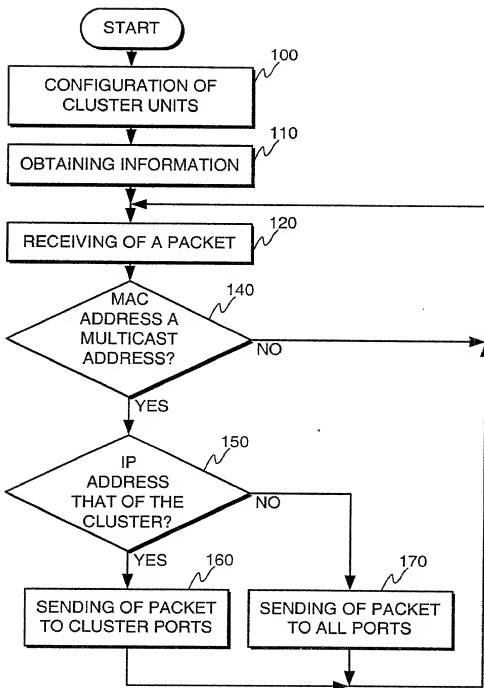 START
100
CONFIGURATION OF
CLUSTER UNITS
110
OBTAINING INFORMATION
120
RECEIVING OF A PACKET
140
MAC
ADDRESS A
MULTICAST
ADDRESS?
NO
YES
150
IP
ADDRESS
THAT OF THE
CLUSTER?
NO
YES
160
SENDING OF PACKET
TO CLUSTER PORTS
170
SENDING OF PACKET
TO ALL PORTS